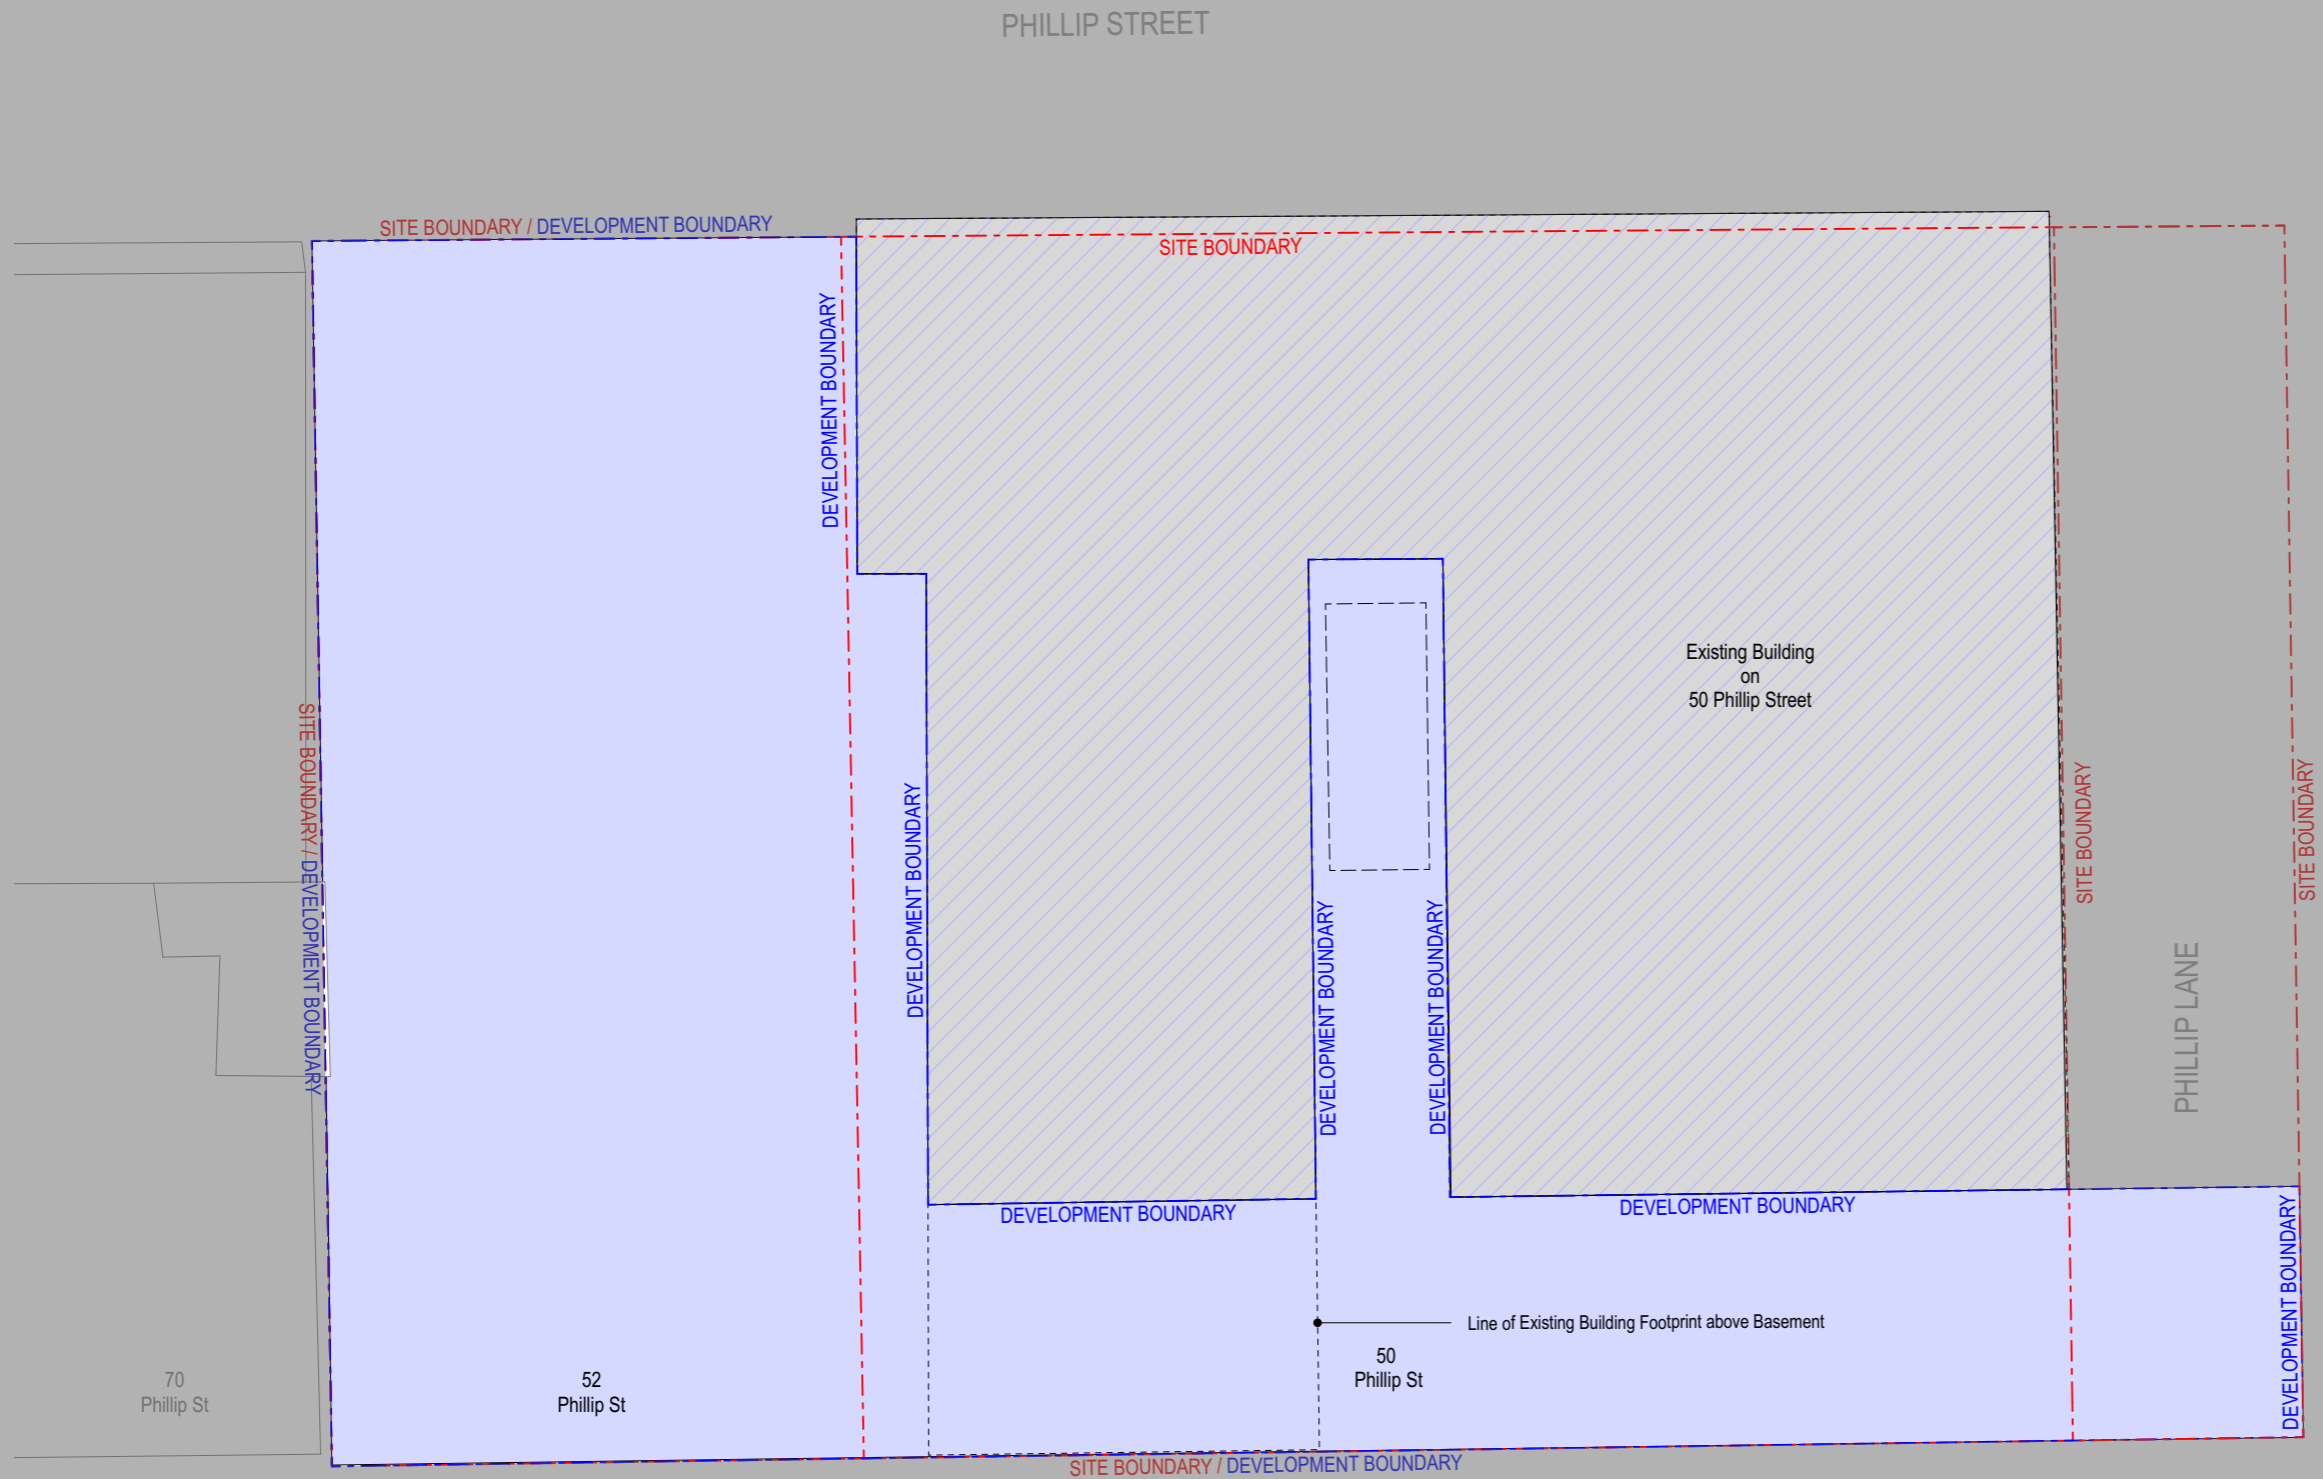 PHILLIP STREET
SITE BOUNDARY / DEVELOPMENT BOUNDARY
SITE BOUNDARY
DEVELOPMENT BOUNDARY
Existing Building
on
50 Phillip Street
SITE BOUNDARY / DEVELOPMENT BOUNDARY
DEVELOPMENT BOUNDARY
DEVELOPMENT BOUNDARY
DEVELOPMENT BOUNDARY
SITE BOUNDARY
SITE BOUNDARY
PHILLIP LANE
DEVELOPMENT BOUNDARY
DEVELOPMENT BOUNDARY
DEVELOPMENT BOUNDARY
Line of Existing Building Footprint above Basement
70
Phillip St
52
Phillip St
50
Phillip St
SITE BOUNDARY / DEVELOPMENT BOUNDARY